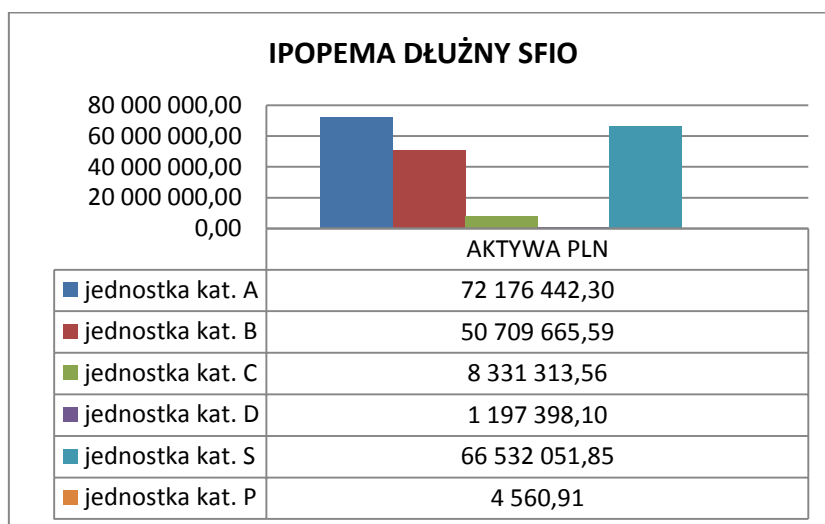 IPOPEMA DŁUŻNY SFIO
80 000 000,00
60 000 000,00
40 000 000,00
20 000 000,00
0,00
AKTYWA PLN
jednostka kat. A 72 176 442,30
jednostka kat. B 50 709 665,59
jednostka kat. C 8 331 313,56
jednostka kat. D 1 197 398,10
jednostka kat. S 66 532 051,85
jednostka kat. P 4 560,91